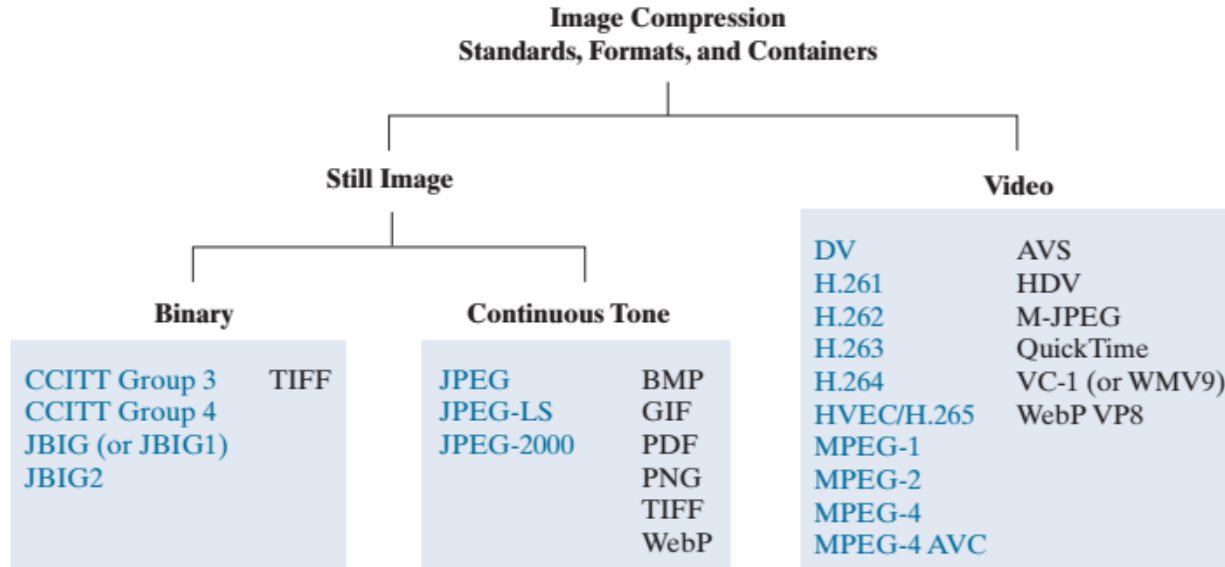 Image Compression
Standards, Formats, and Containers
Still Image
Video
Binary
Continuous Tone
CCITT Group 3 TIFF
CCITT Group 4
JBIG (or JBIG1)
JBIG2
JPEG BMP
JPEG-LS GIF
JPEG-2000 PDF
PNG
TIFF
WebP
DV AVS
H.261 HDV
H.262 M-JPEG
H.263 QuickTime
H.264 VC-1 (or WMV9)
HVEC/H.265 WebP VP8
MPEG-1
MPEG-2
MPEG-4
MPEG-4 AVC